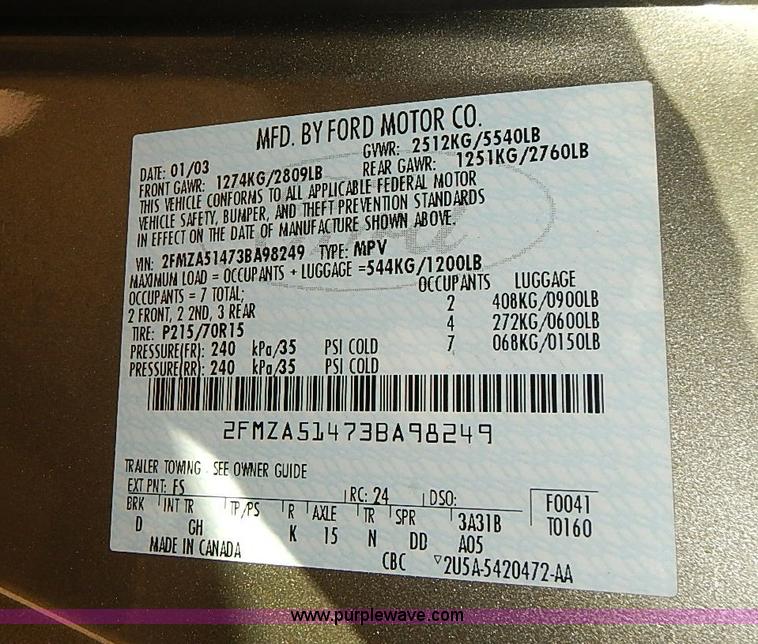 MFD. BY FORD MOTOR CO.
DATE: 01/03 GVWR: 2512KG/5540LB
FRONT GAWR: 1274KG/2809LB REAR GAWR: 1251KG/2760LB
THIS VEHICLE CONFORMS TO ALL APPLICABLE FEDERAL MOTOR
VEHICLE SAFETY, BUMPER, AND THEFT PREVENTION STANDARDS
IN EFFECT ON THE DATE OF MANUFACTURE SHOWN ABOVE.
VIN: 2FMZA51473BA98249 TYPE: MPV
MAXIMUM LOAD = OCCUPANTS + LUGGAGE =544KG/1200LB
OCCUPANTS = 7 TOTAL; OCCUPANTS LUGGAGE
2 FRONT, 2 2ND, 3 REAR 2 408KG/0900LB
TIRE: P215/70R15 4 272KG/0600LB
PRESSURE(FR): 240 kPa/35 PSI COLD 7 068KG/0150LB
PRESSURE(RR): 240 kPa/35 PSI COLD
2FMZA51473BA98249
TRAILER TOWING - SEE OWNER GUIDE
EXT PNT: FS RC: 24 DSO: F0041
BRK INT TR TP/PS R AXLE TR SPR 3A31B T0160
D GH K 15 N DD A05
MADE IN CANADA CBC ▽2U5A-5420472-AA
www.purplewave.com